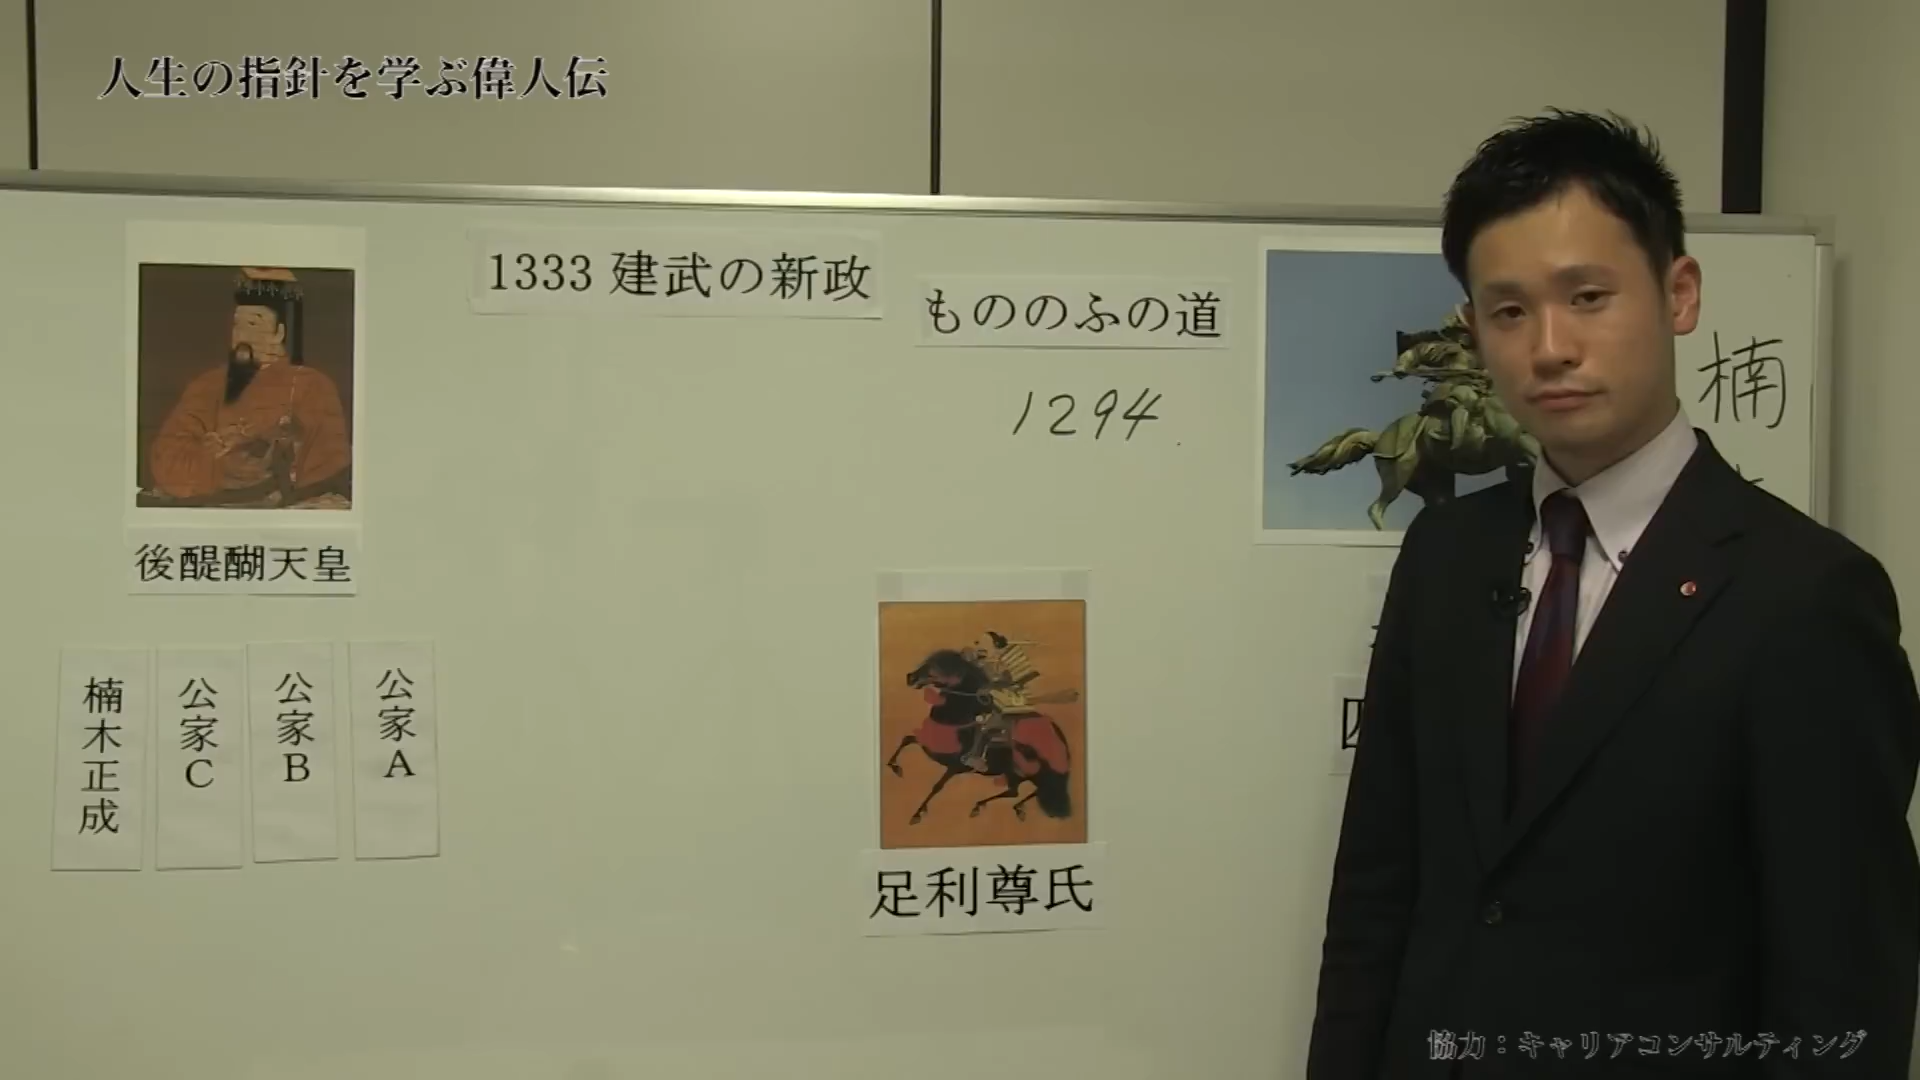 人生の指針を学ぶ偉人伝
1333 建武の新政
もののふの道
1294
楠
後醍醐天皇
楠木正成
公家C
公家B
公家A
足利尊氏
協力:キャリアコンサルティング